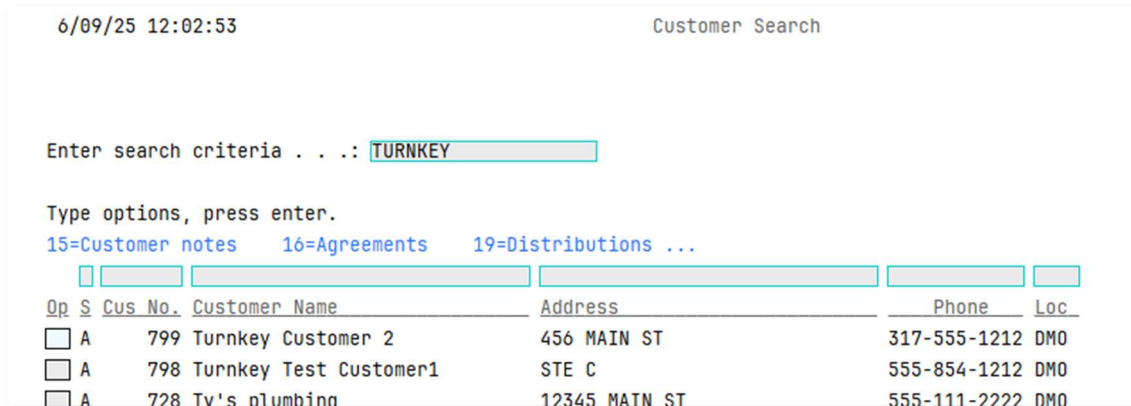 6/09/25 12:02:53 Customer Search
Enter search criteria . . .: TURNKEY
Type options, press enter.
15=Customer notes 16=Agreements 19=Distributions ...
Op S Cus No. Customer Name Address Phone Loc
A 799 Turnkey Customer 2 456 MAIN ST 317-555-1212 DMO
A 798 Turnkey Test Customer1 STE C 555-854-1212 DMO
A 728 Ty's plumbing 12345 MAIN ST 555-111-2222 DMO